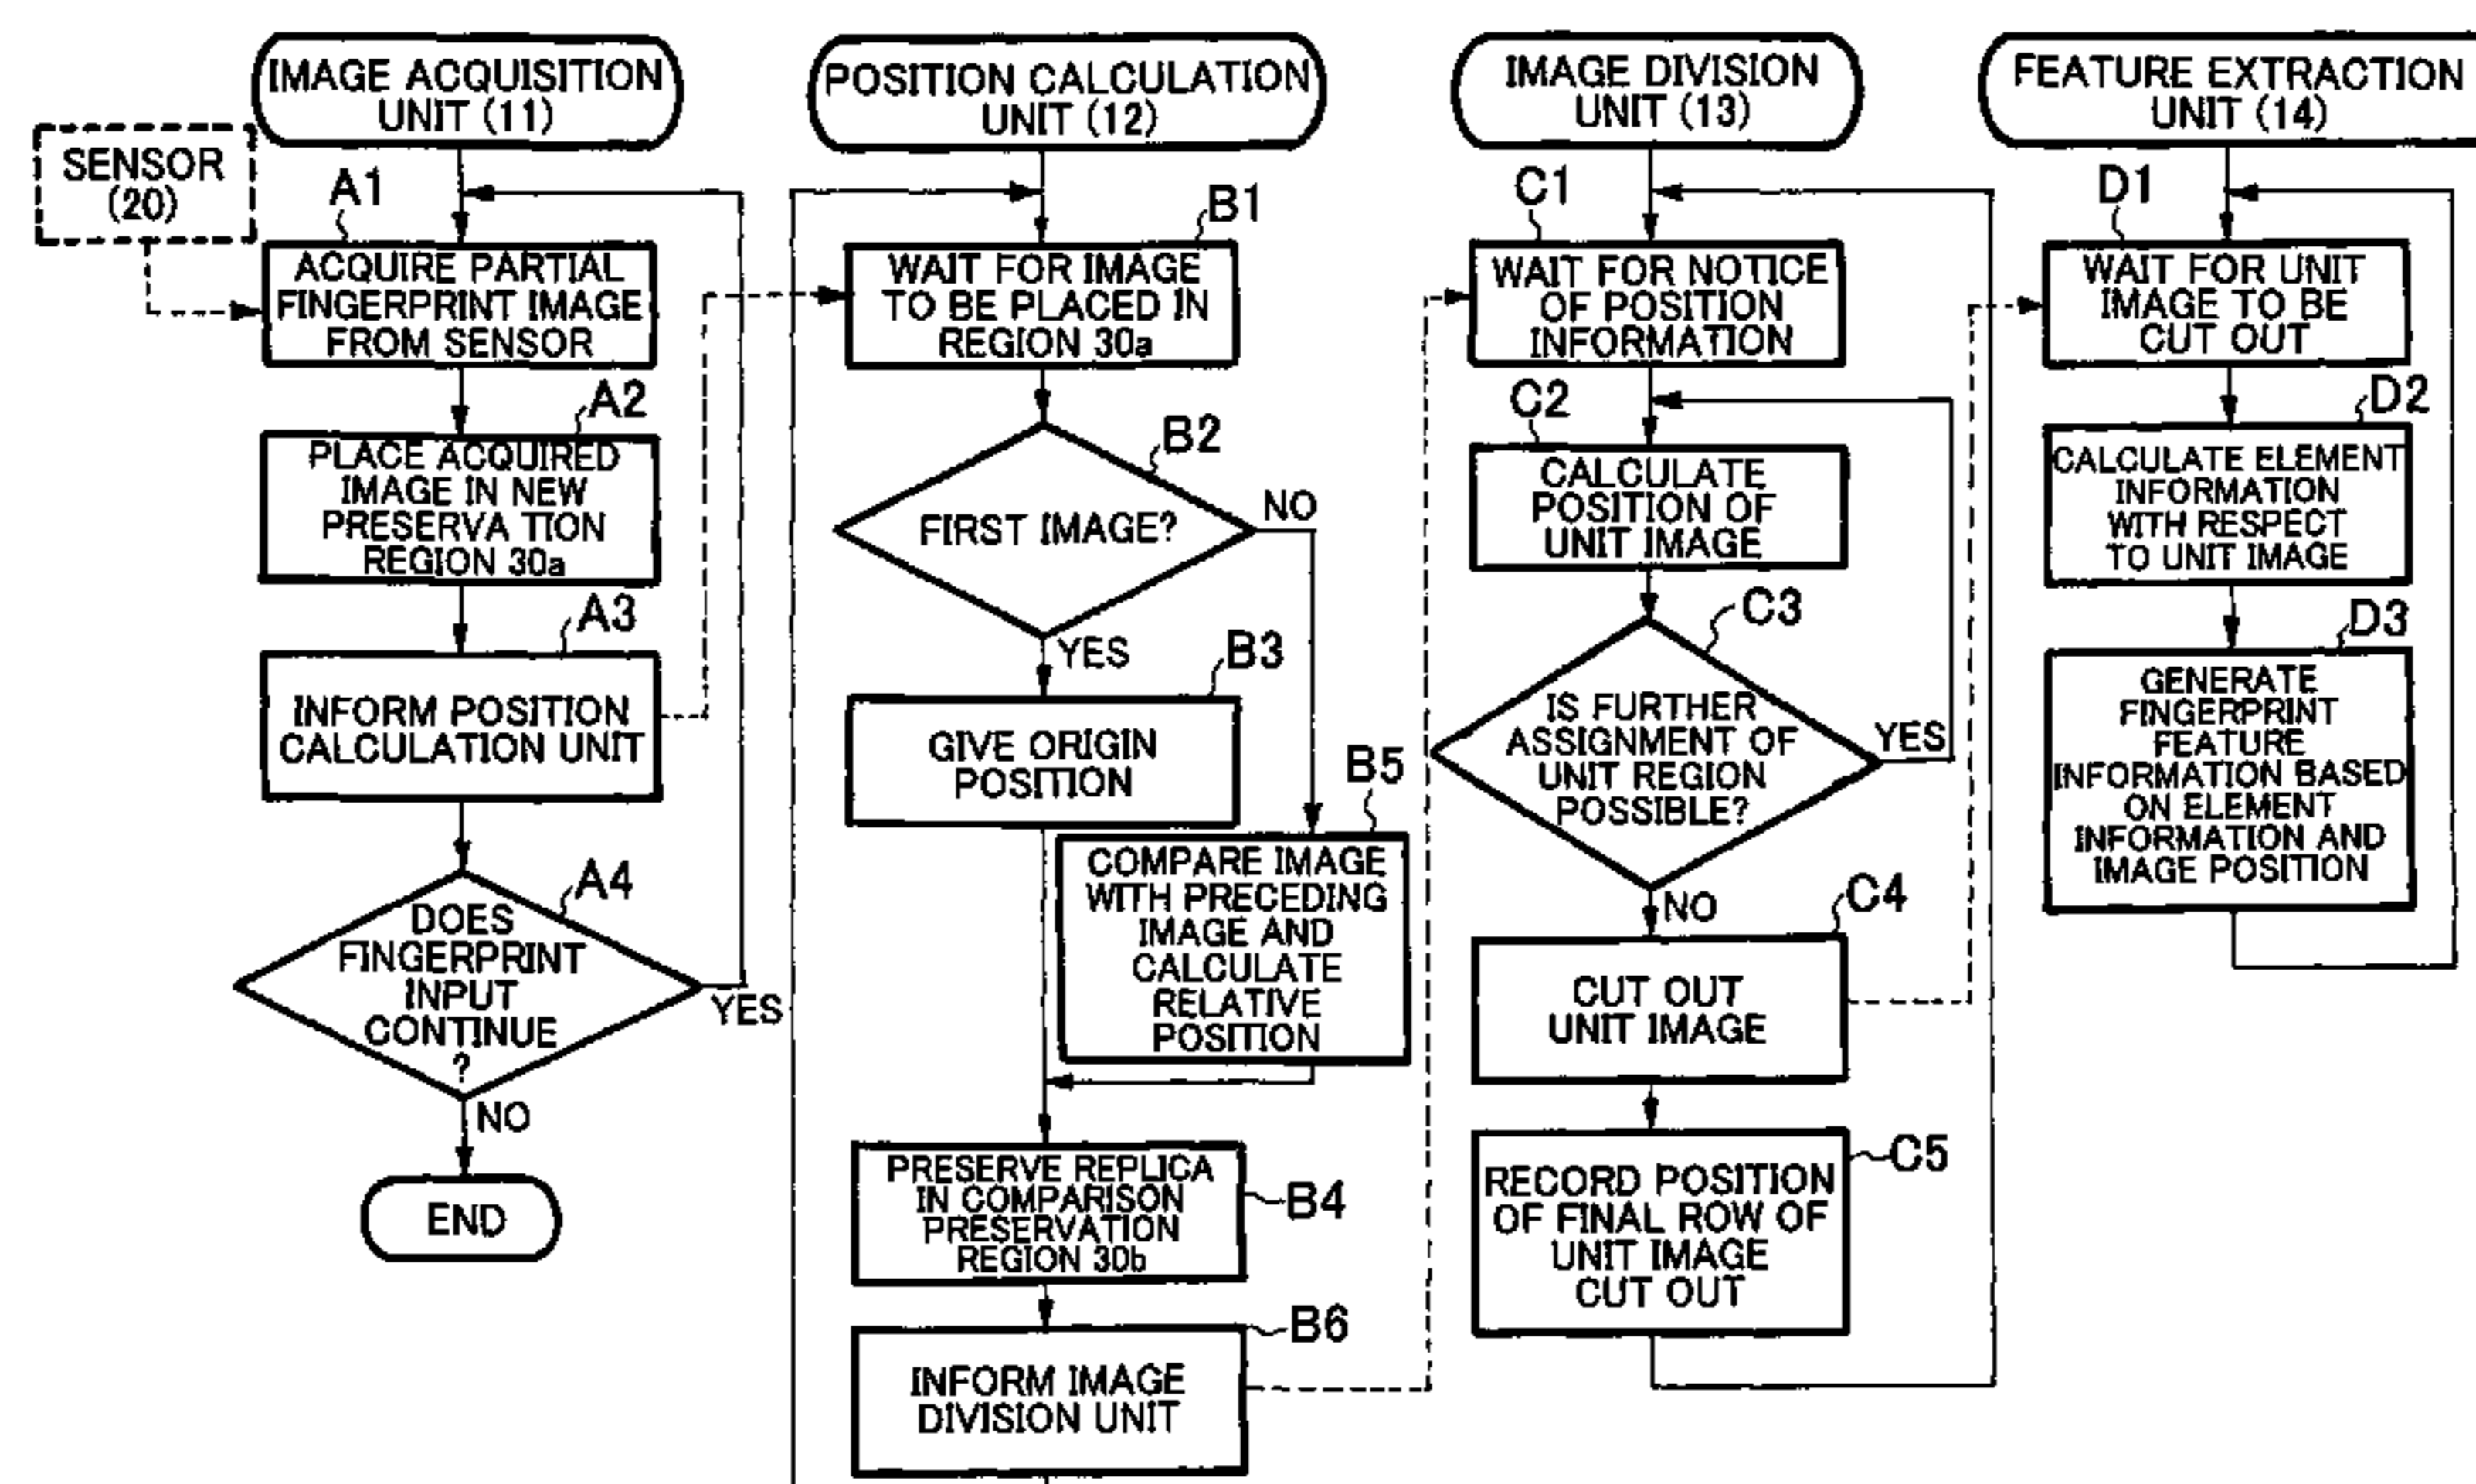 IMAGE ACQUISITION
UNIT (11)
SENSOR
(20)
A1
ACQUIRE PARTIAL
FINGERPRINT IMAGE
FROM SENSOR
A2
PLACE ACQUIRED
IMAGE IN NEW
PRESERVA TION
REGION 30a
A3
INFORM POSITION
CALCULATION UNIT
A4
DOES
FINGERPRINT
INPUT
CONTINUE
?
YES
NO
END
POSITION CALCULATION
UNIT (12)
B1
WAIT FOR IMAGE
TO BE PLACED IN
REGION 30a
B2
FIRST IMAGE?
NO
YES
B3
GIVE ORIGIN
POSITION
B5
COMPARE IMAGE
WITH PRECEDING
IMAGE AND
CALCULATE
RELATIVE
POSITION
PRESERVE REPLICA
IN COMPARISON
PRESERVATION
REGION 30b
B4
B6
INFORM IMAGE
DIVISION UNIT
IMAGE DIVISION
UNIT (13)
C1
WAIT FOR NOTICE
OF POSITION
INFORMATION
C2
CALCULATE
POSITION OF
UNIT IMAGE
C3
IS FURTHER
ASSIGNMENT OF
UNIT REGION
POSSIBLE?
YES
NO
C4
CUT OUT
UNIT IMAGE
C5
RECORD POSITION
OF FINAL ROW OF
UNIT IMAGE
CUT OUT
FEATURE EXTRACTION
UNIT (14)
D1
WAIT FOR UNIT
IMAGE TO BE
CUT OUT
D2
CALCULATE ELEMENT
INFORMATION
WITH RESPECT
TO UNIT IMAGE
D3
GENERATE
FINGERPRINT
FEATURE
INFORMATION BASED
ON ELEMENT
INFORMATION AND
IMAGE POSITION